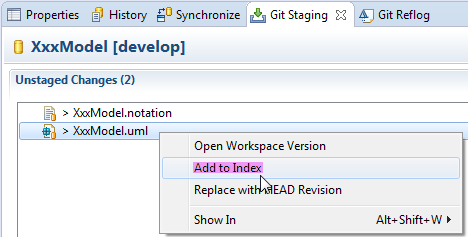 Properties History Synchronize Git Staging Git Reflog
XxxModel [develop]
Unstaged Changes (2)
> XxxModel.notation
> XxxModel.uml
Open Workspace Version
Add to Index
Replace with HEAD Revision
Show In Alt+Shift+W